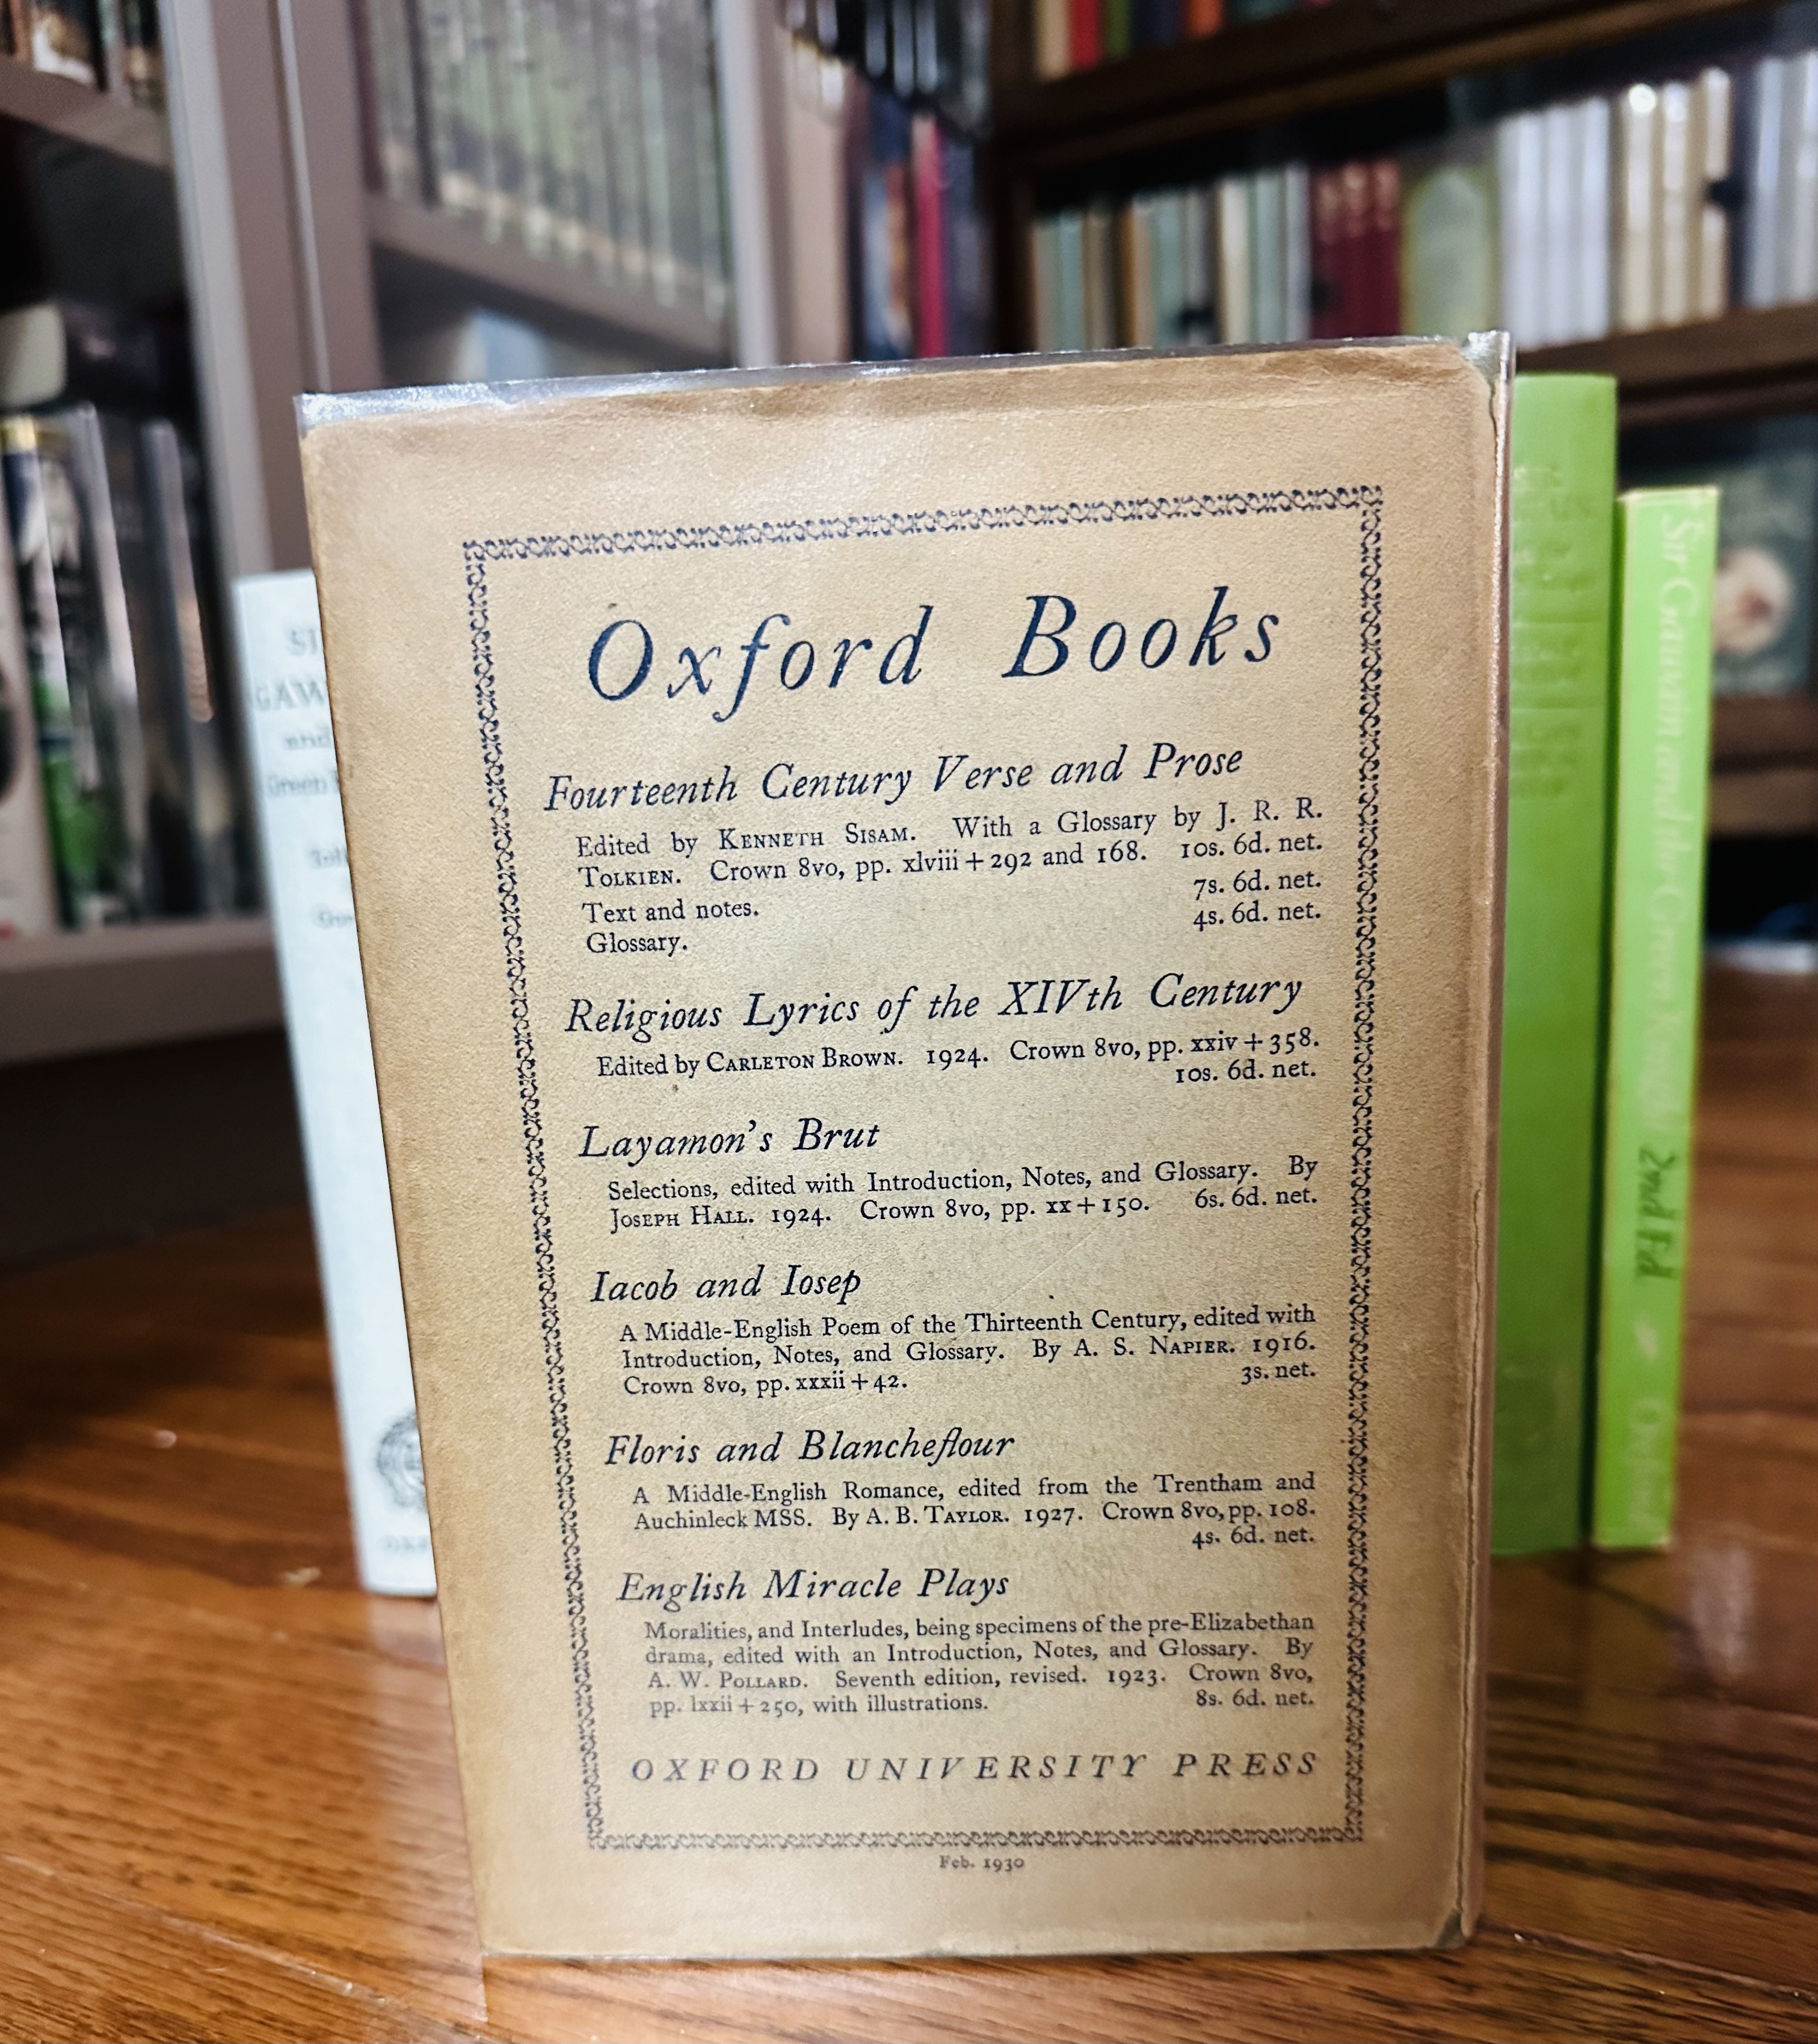 Oxford Books
Fourteenth Century Verse and Prose
Edited by KENNETH SISAM. With a Glossary by J. R. R.
TOLKIEN. Crown 8vo, pp. xlviii + 292 and 168. 10s. 6d. net.
Text and notes. 7s. 6d. net.
Glossary. 4s. 6d. net.
Religious Lyrics of the XIVth Century
Edited by CARLETON BROWN. 1924. Crown 8vo, pp. xxiv + 358.
10s. 6d. net.
Layamon's Brut
Selections, edited with Introduction, Notes, and Glossary. By
JOSEPH HALL. 1924. Crown 8vo, pp. xx + 150. 6s. 6d. net.
Iacob and Iosep
A Middle-English Poem of the Thirteenth Century, edited with
Introduction, Notes, and Glossary. By A. S. NAPIER. 1916.
Crown 8vo, pp. xxxii + 42. 3s. net.
Floris and Blancheflour
A Middle-English Romance, edited from the Trentham and
Auchinleck MSS. By A. B. TAYLOR. 1927. Crown 8vo, pp. 108.
4s. 6d. net.
English Miracle Plays
Moralities, and Interludes, being specimens of the pre-Elizabethan
drama, edited with an Introduction, Notes, and Glossary. By
A. W. POLLARD. Seventh edition, revised. 1923. Crown 8vo,
pp. lxxii + 250, with illustrations. 8s. 6d. net.
OXFORD UNIVERSITY PRESS
Feb. 1930
SI
GAW
and
Green
Sir Gawain and the Green Knight 2nd Ed